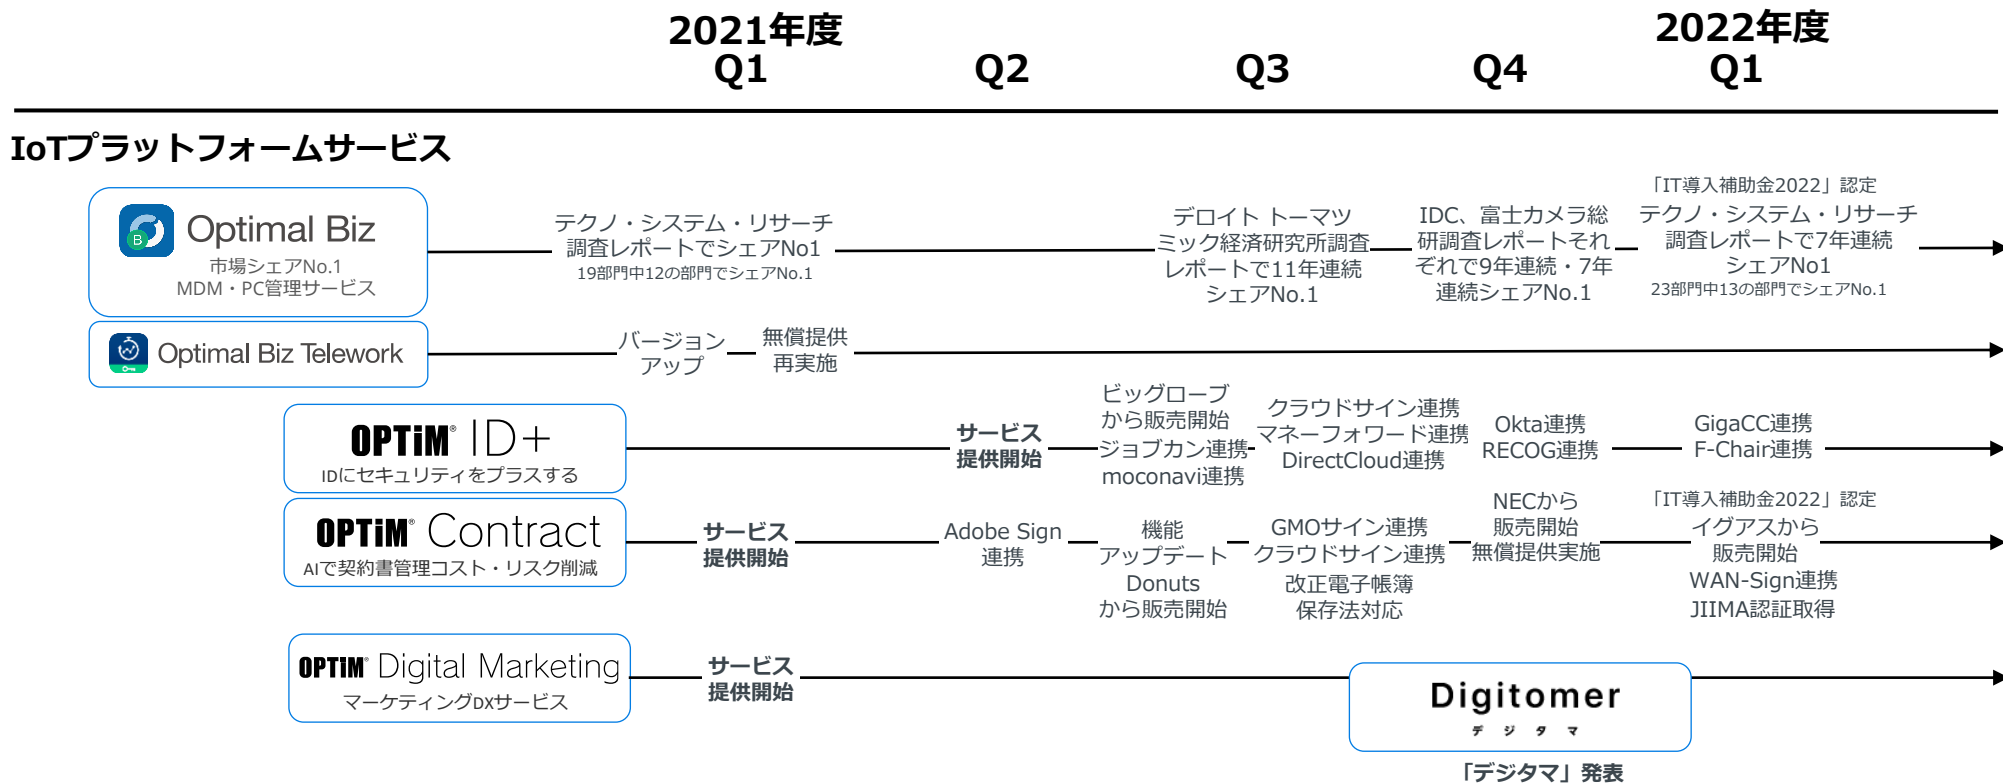 2021年度
Q1
Q2
Q3
Q4
2022年度
Q1
IoTプラットフォームサービス
B
Optimal Biz
市場シェアNo.1
MDM・PC管理サービス
テクノ・システム・リサーチ
調査レポートでシェアNo1
19部門中12の部門でシェアNo.1
デロイト トーマツ
ミック経済研究所調査
レポートで11年連続
シェアNo.1
IDC、富士カメラ総
研調査レポートそれ
ぞれで9年連続・7年
連続シェアNo.1
「IT導入補助金2022」認定
テクノ・システム・リサーチ
調査レポートで7年連続
シェアNo1
23部門中13の部門でシェアNo.1
Optimal Biz Telework
バージョン
アップ
無償提供
再実施
OPTiM® ID+
IDにセキュリティをプラスする
サービス
提供開始
ビッグローブ
から販売開始
ジョブカン連携
moconavi連携
クラウドサイン連携
マネーフォワード連携
DirectCloud連携
Okta連携
RECOG連携
GigaCC連携
F-Chair連携
OPTiM® Contract
AIで契約書管理コスト・リスク削減
サービス
提供開始
Adobe Sign
連携
機能
アップデート
Donuts
から販売開始
GMOサイン連携
クラウドサイン連携
改正電子帳簿
保存法対応
NECから
販売開始
無償提供実施
「IT導入補助金2022」認定
イグアスから
販売開始
WAN-Sign連携
JIIMA認証取得
OPTiM® Digital Marketing
マーケティングDXサービス
サービス
提供開始
Digitomer
デジタマ
「デジタマ」発表